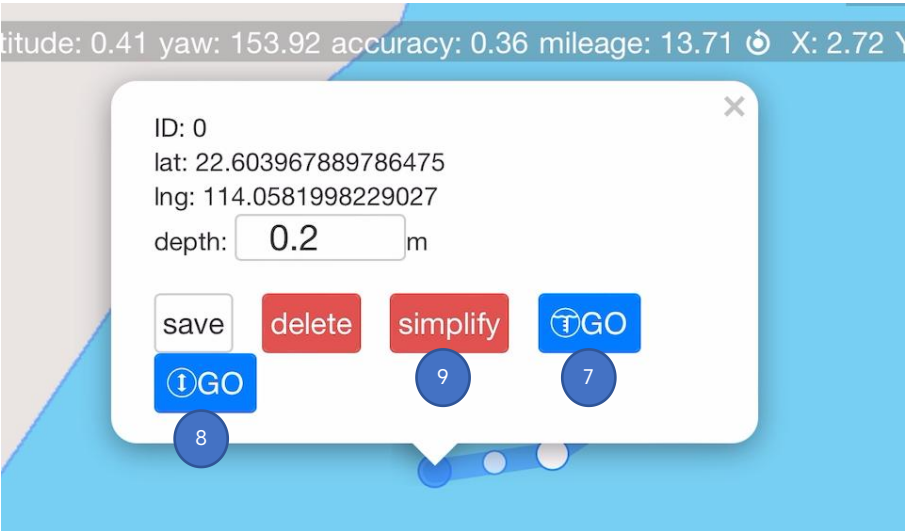 titude: 0.41 yaw: 153.92 accuracy: 0.36 mileage: 13.71 X: 2.72 Y
ID: 0
lat: 22.603967889786475
lng: 114.0581998229027
depth: 0.2 m
save delete simplify GO
9 7
GO
8